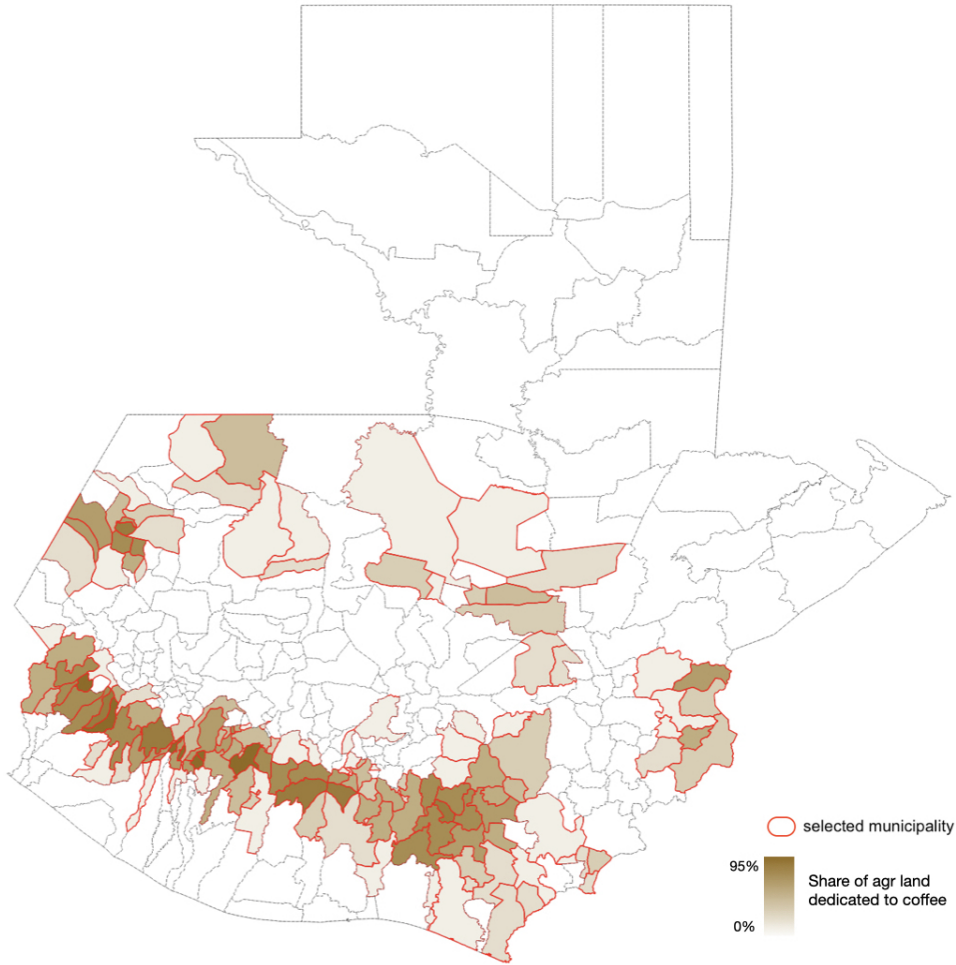 selected municipality
95%
Share of agr land
dedicated to coffee
0%